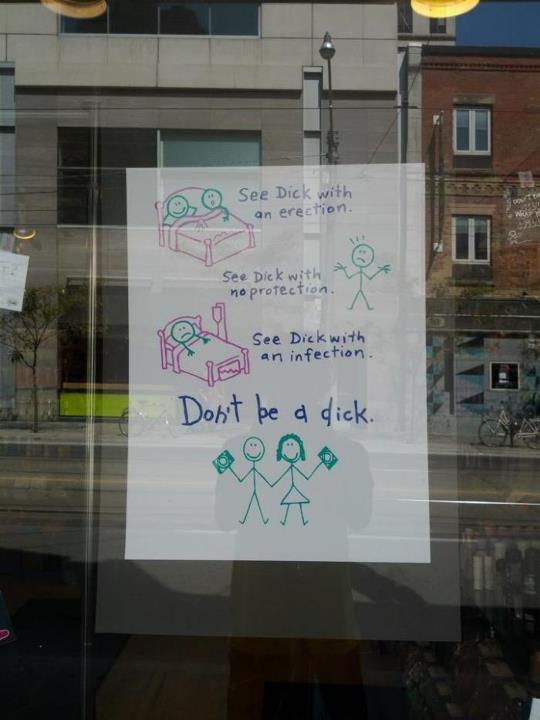 See Dick with
an erection.
See Dick with
no protection.
See Dick with
an infection.
Don't be a dick.